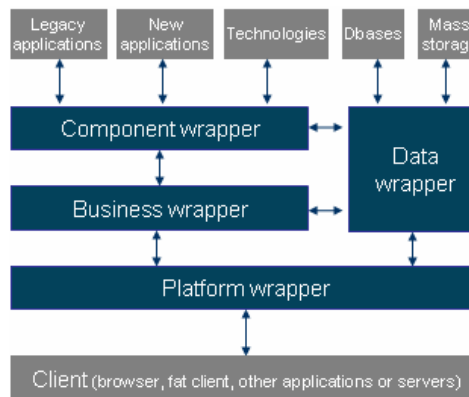 Legacy
applications
New
applications
Technologies
Dbases
Mass
storage
Component wrapper
Data
wrapper
Business wrapper
Platform wrapper
Client (browser, fat client, other applications or servers)